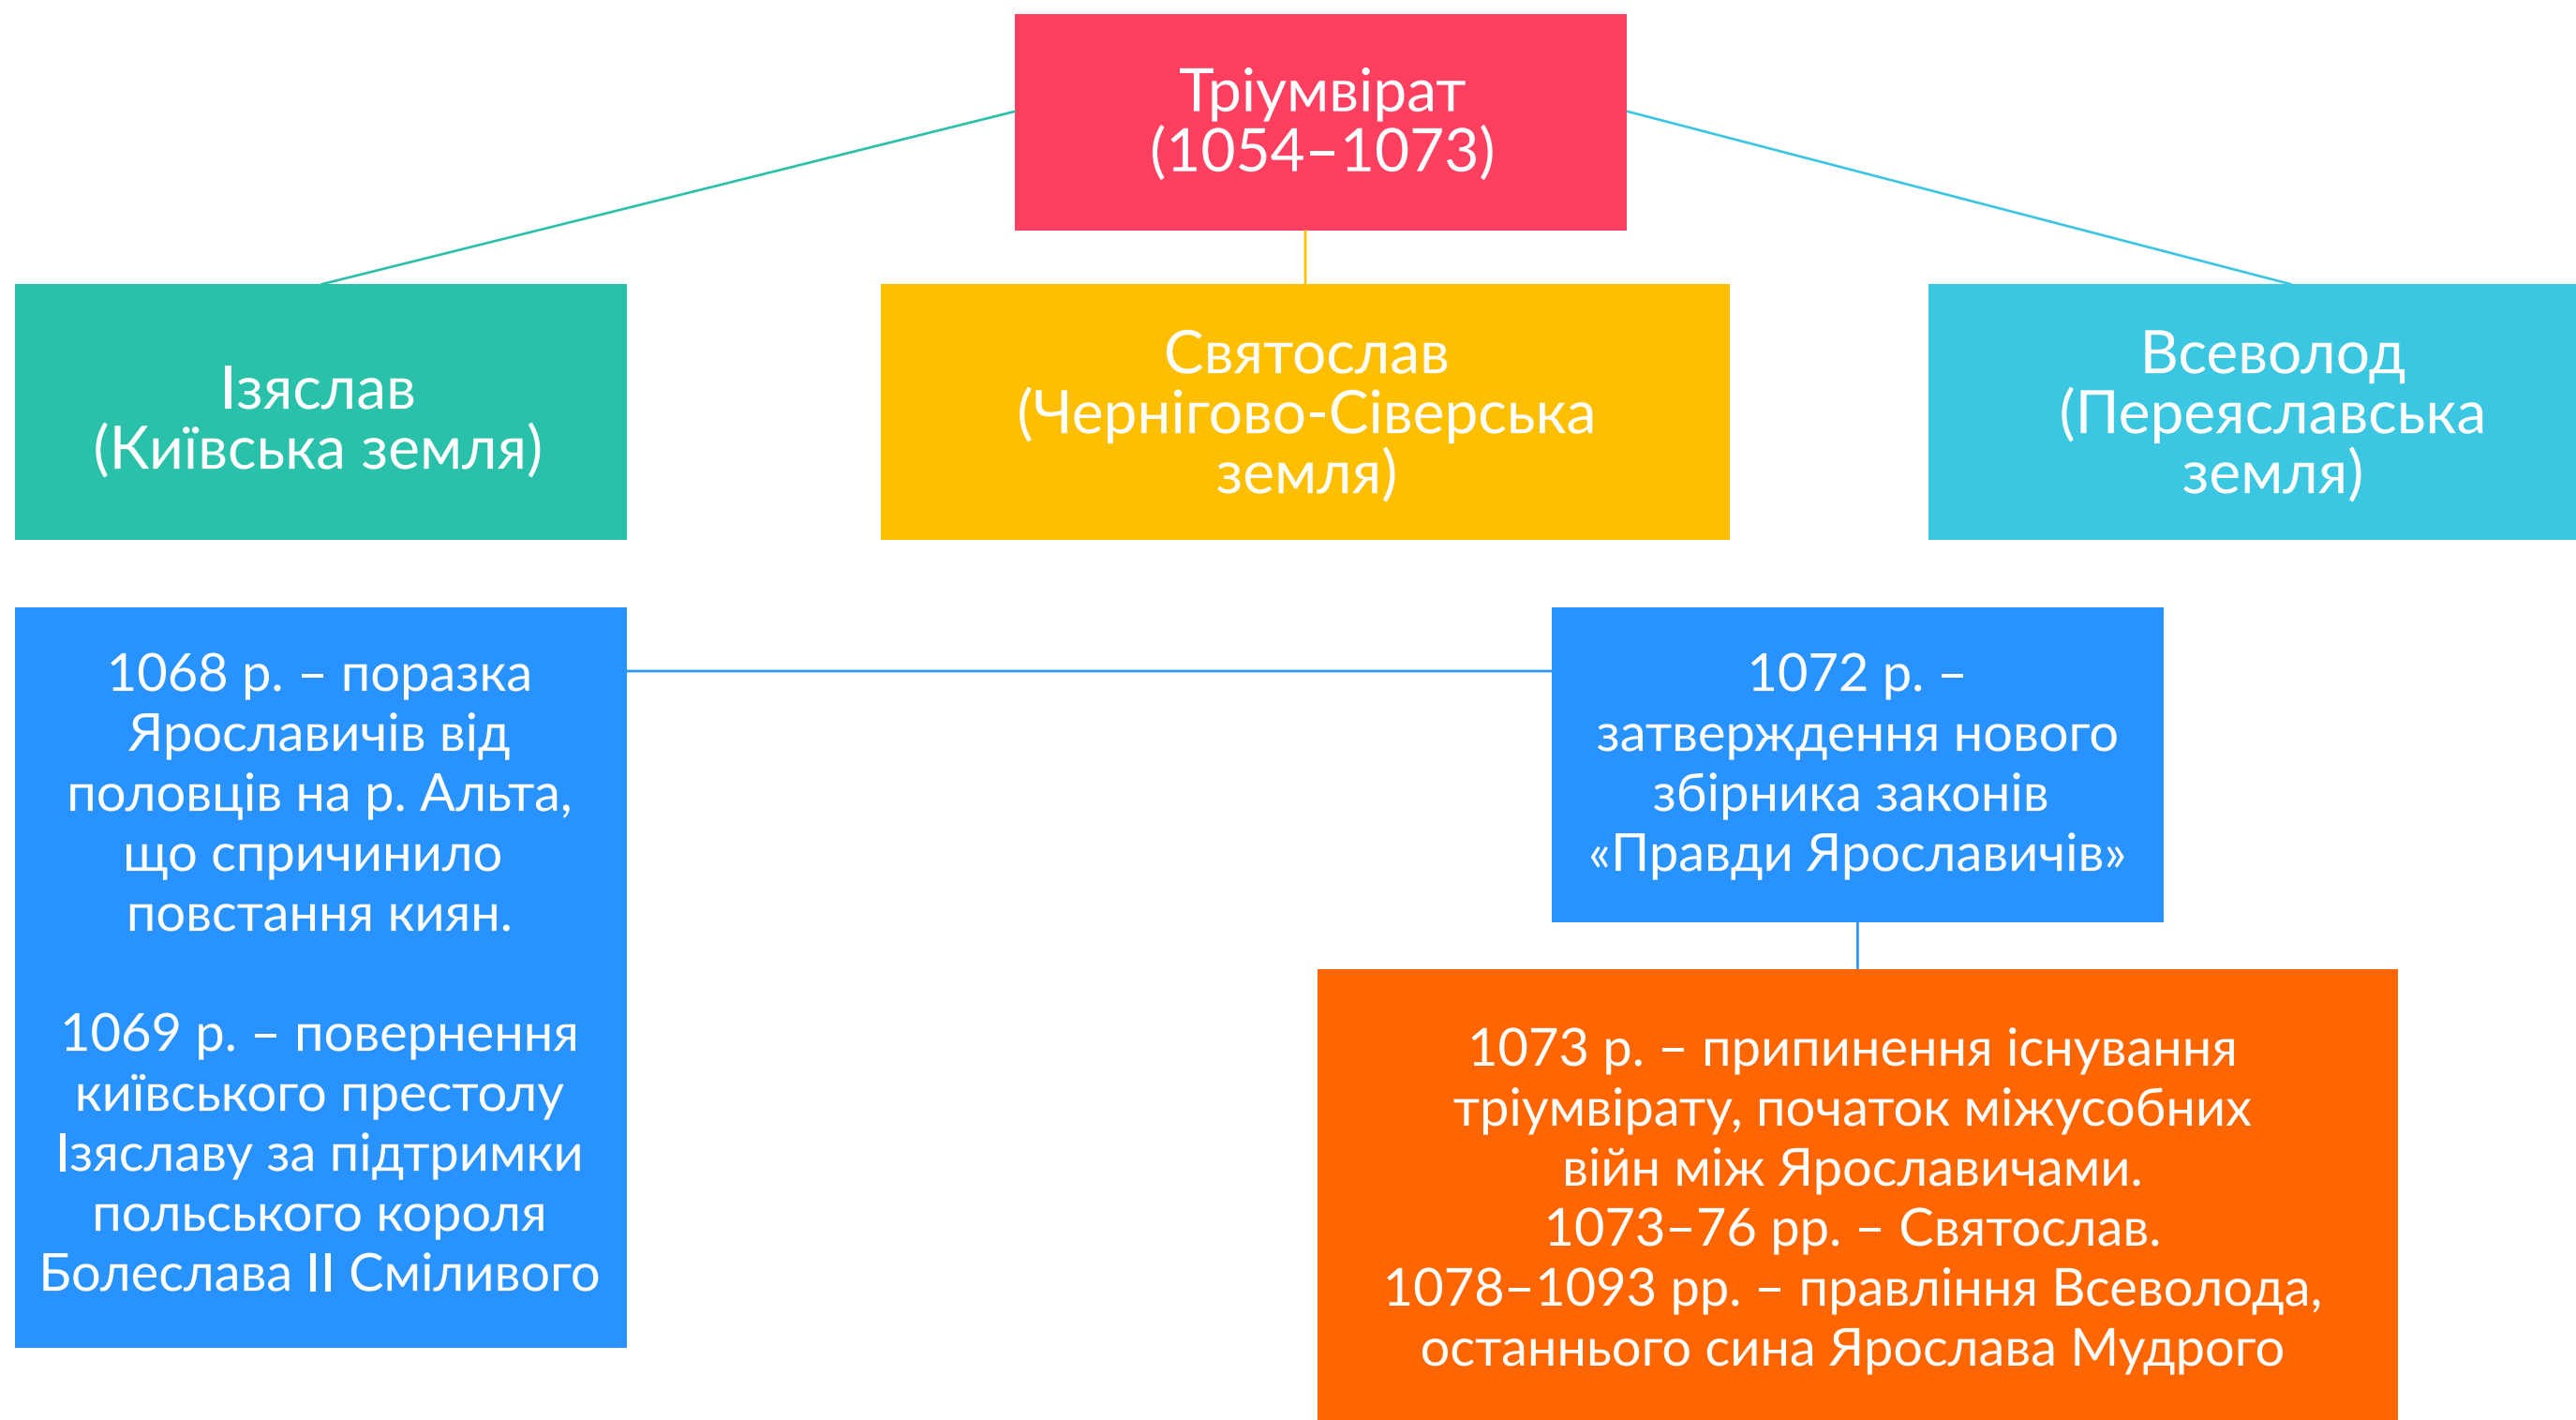 Тріумвірат
(1054–1073)
Ізяслав
(Київська земля)
Святослав
(Чернігово-Сіверська
земля)
Всеволод
(Переяславська
земля)
1068 р. – поразка
Ярославичів від
половців на р. Альта,
що спричинило
повстання киян.
1069 р. – повернення
київського престолу
Ізяславу за підтримки
польського короля
Болеслава ІІ Сміливого
1072 р. –
затвердження нового
збірника законів
«Правди Ярославичів»
1073 р. – припинення існування
тріумвірату, початок міжусобних
війн між Ярославичами.
1073–76 рр. – Святослав.
1078–1093 рр. – правління Всеволода,
останнього сина Ярослава Мудрого